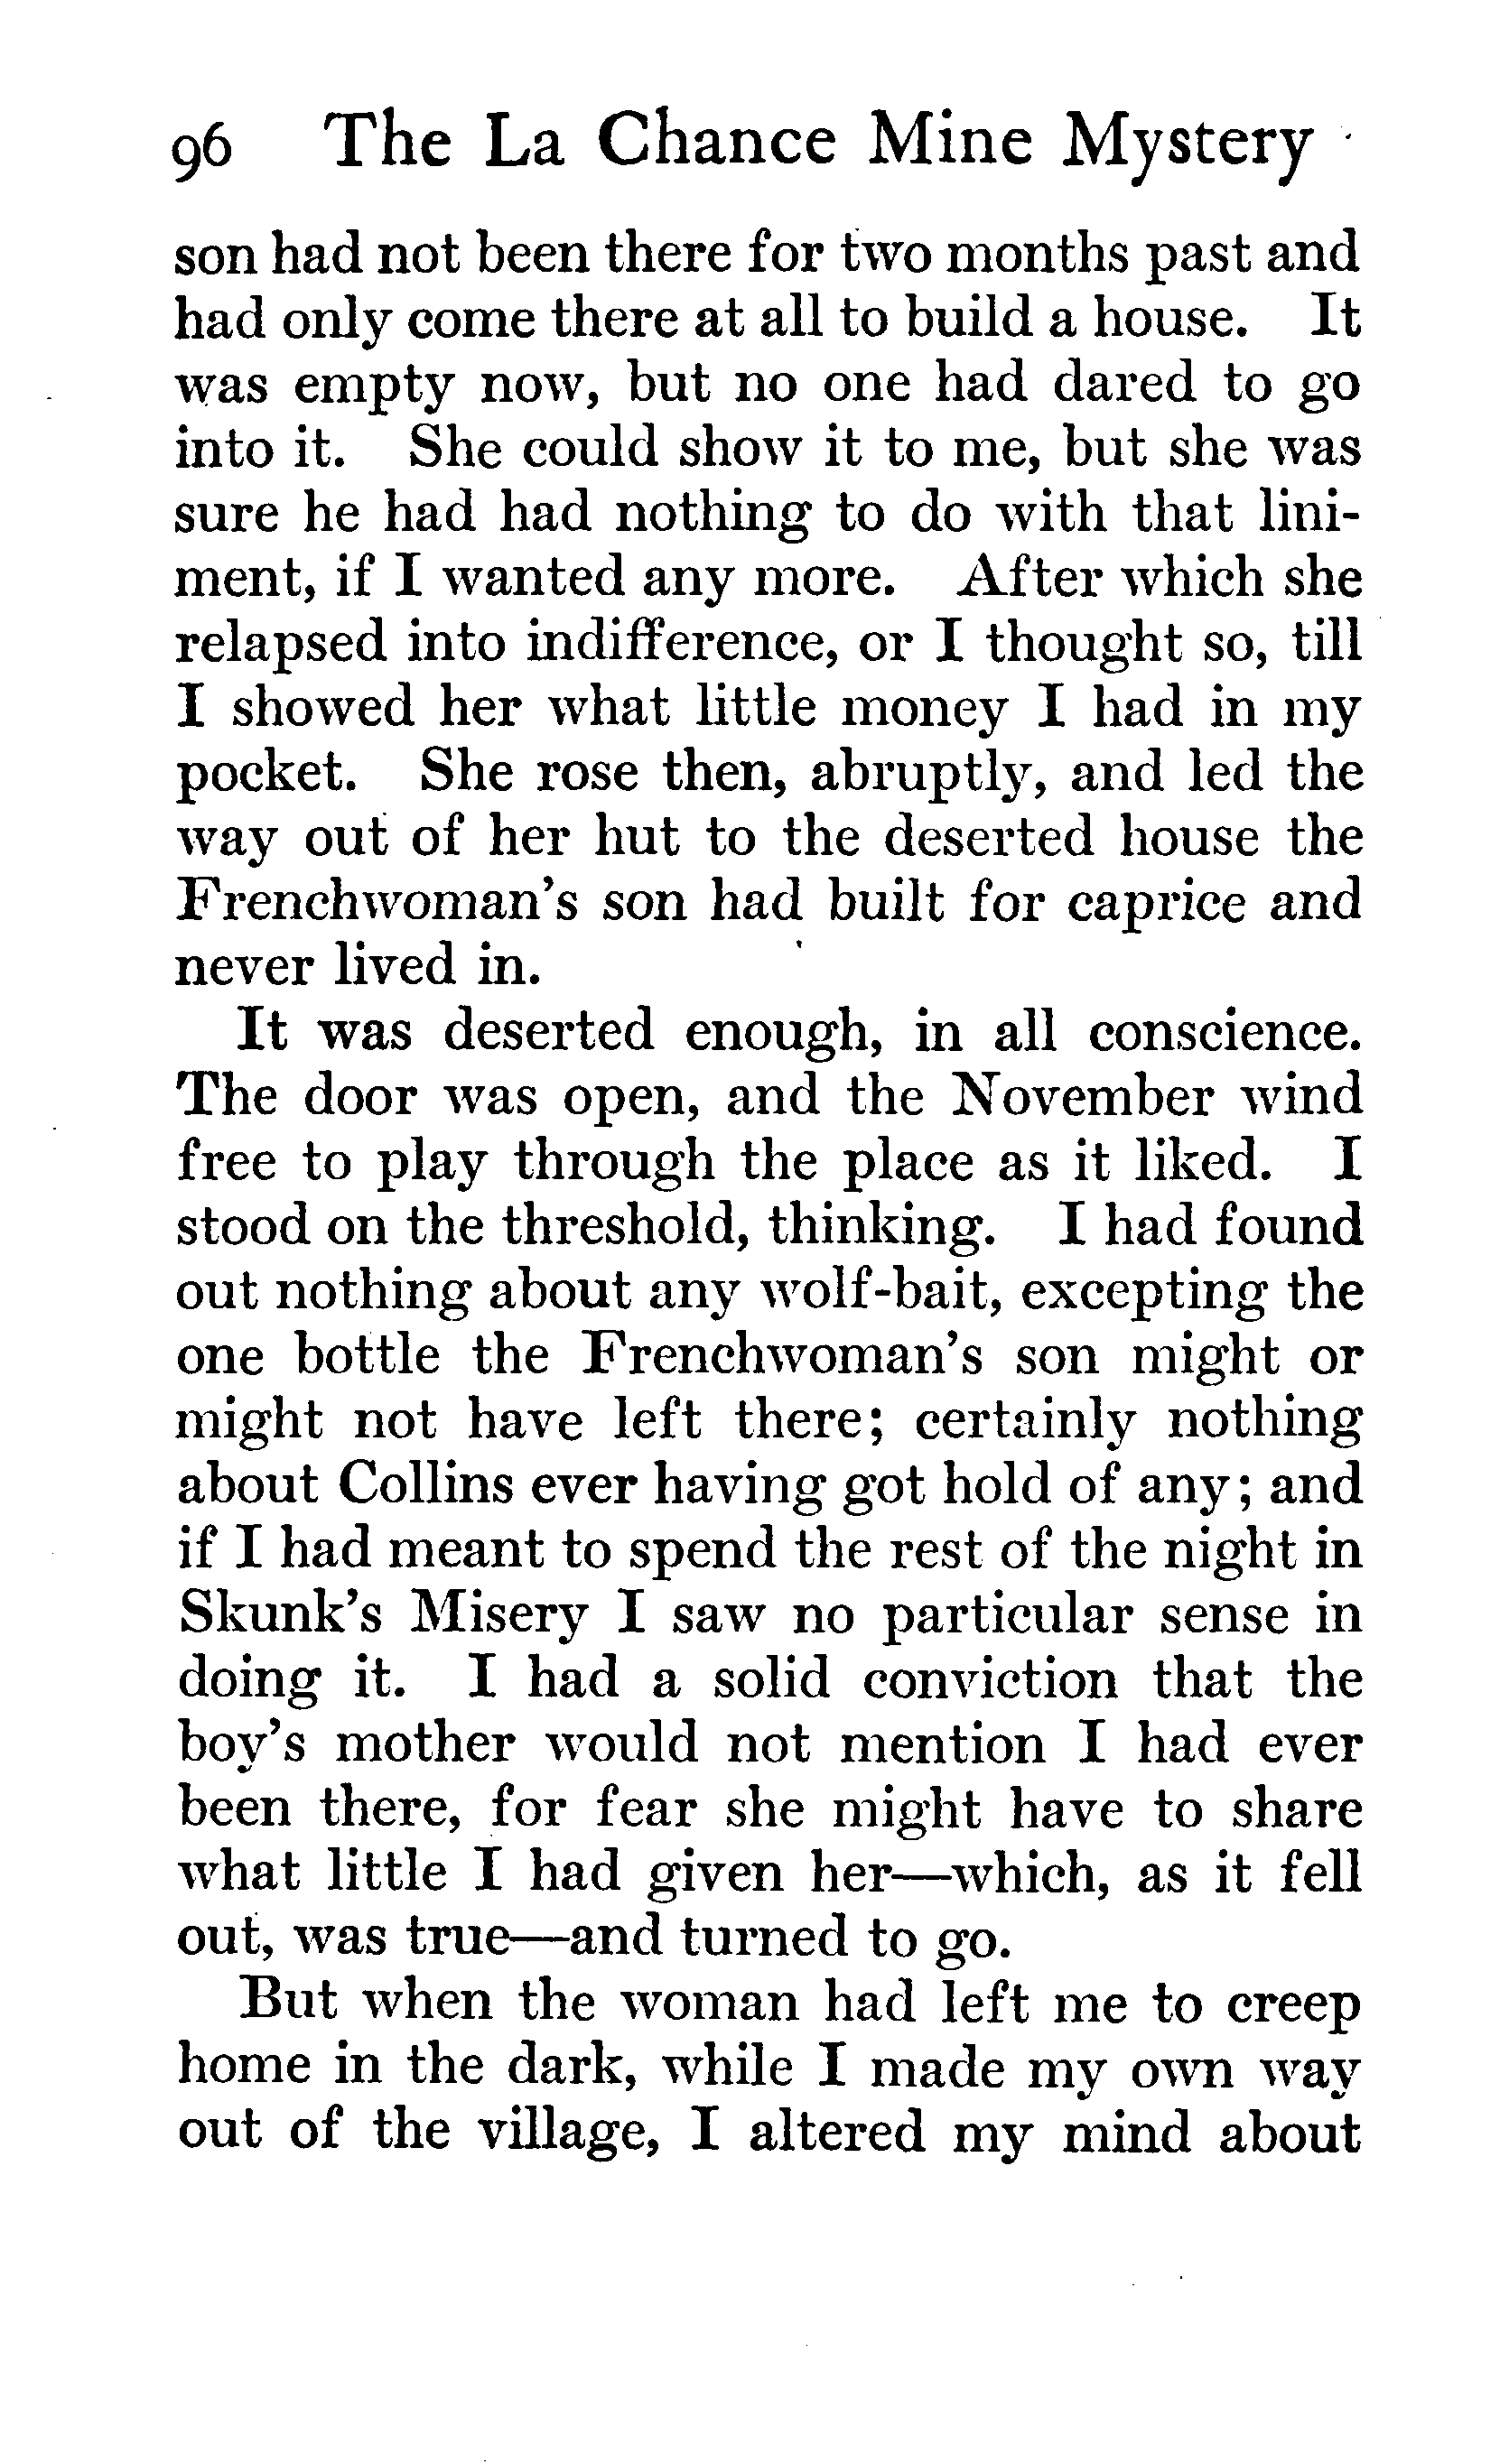 96 The La Chance Mine Mystery
son had not been there for two months past and
had only come there at all to build a house. It
was empty now, but no one had dared to go
into it. She could show it to me, but she was
sure he had had nothing to do with that lini-
ment, if I wanted any more. After which she
relapsed into indifference, or I thought so, till
I showed her what little money I had in my
pocket. She rose then, abruptly, and led the
way out of her hut to the deserted house the
Frenchwoman's son had built for caprice and
never lived in.
It was deserted enough, in all conscience.
The door was open, and the November wind
free to play through the place as it liked. I
stood on the threshold, thinking. I had found
out nothing about any wolf-bait, excepting the
one bottle the Frenchwoman's son might or
might not have left there; certainly nothing
about Collins ever having got hold of any; and
if I had meant to spend the rest of the night in
Skunk's Misery I saw no particular sense in
doing it. I had a solid conviction that the
boy's mother would not mention I had ever
been there, for fear she might have to share
what little I had given her—which, as it fell
out, was true—and turned to go.
But when the woman had left me to creep
home in the dark, while I made my own way
out of the village, I altered my mind about